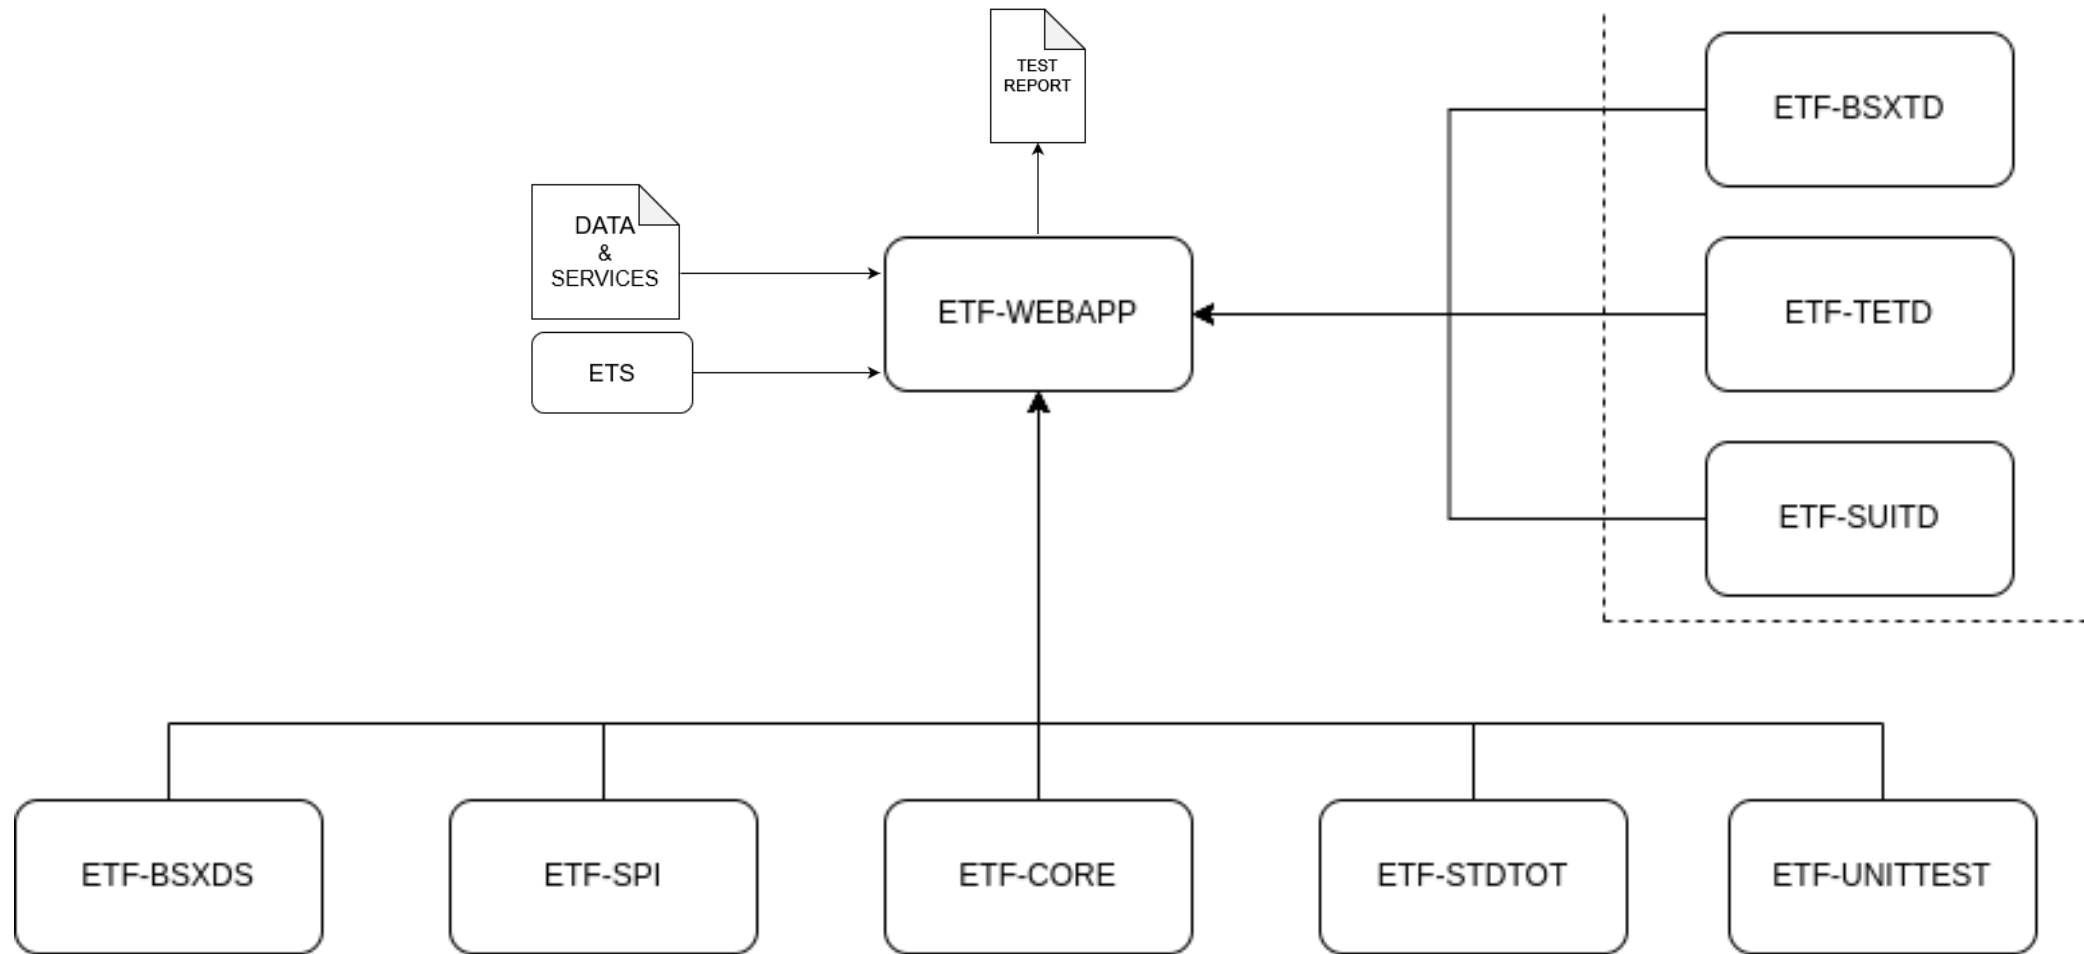 TEST
REPORT
ETF-BSXTD
DATA
&
SERVICES
ETF-WEBAPP
ETF-TETD
ETS
ETF-SUITD
ETF-BSXDS
ETF-SPI
ETF-CORE
ETF-STDTOT
ETF-UNITTEST